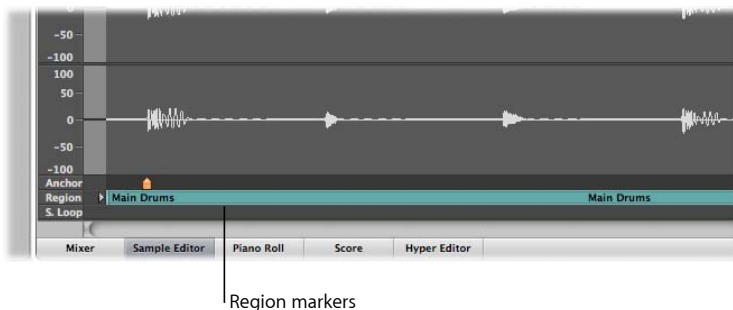 0
-50
-100
100
50
0
-50
-100
Anchor
Region Main Drums Main Drums
S. Loop
Mixer Sample Editor Piano Roll Score Hyper Editor
Region markers